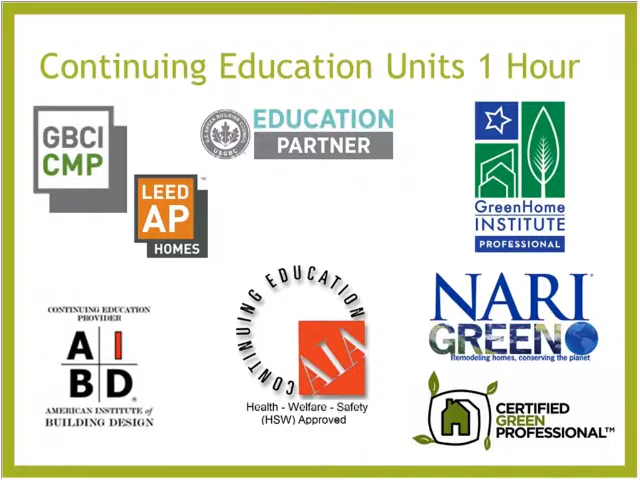 Continuing Education Units 1 Hour
GBCI
CMP
LEED
AP
HOMES
™
USGBC
EDUCATION
PARTNER
GreenHome
INSTITUTE
PROFESSIONAL
CONTINUING EDUCATION
PROVIDER
A I
B D®
AMERICAN INSTITUTE of
BUILDING DESIGN
CONTINUING EDUCATION
AIA
Health - Welfare - Safety
(HSW) Approved
NARI®
GREEN
Remodeling homes, conserving the planet
CERTIFIED
GREEN
PROFESSIONAL™